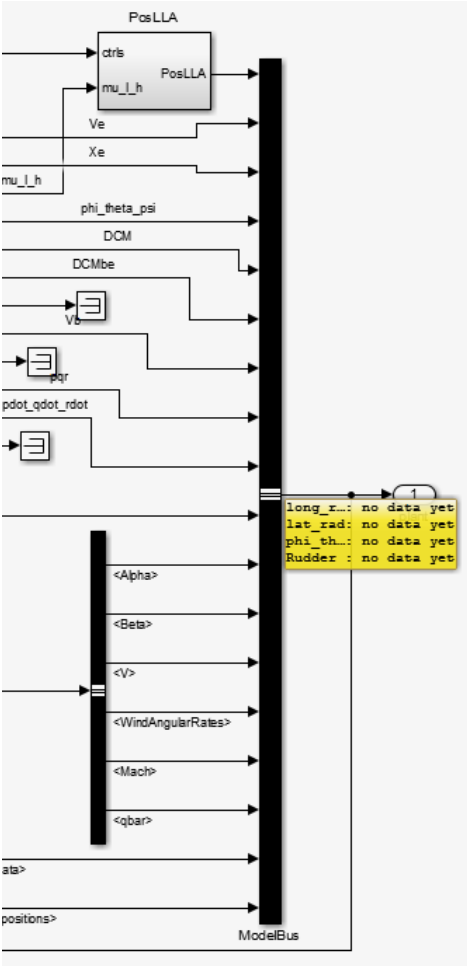 PosLLA
ctrls
PosLLA
mu_l_h
Ve
Xe
mu_l_h
phi_theta_psi
DCM
DCMbe
Vb
pqr
pdot_qdot_rdot
1
long_r…: no data yet
lat_rad: no data yet
phi_th…: no data yet
Rudder : no data yet
<Alpha>
<Beta>
<V>
<WindAngularRates>
<Mach>
<qbar>
ata>
positions>
ModelBus